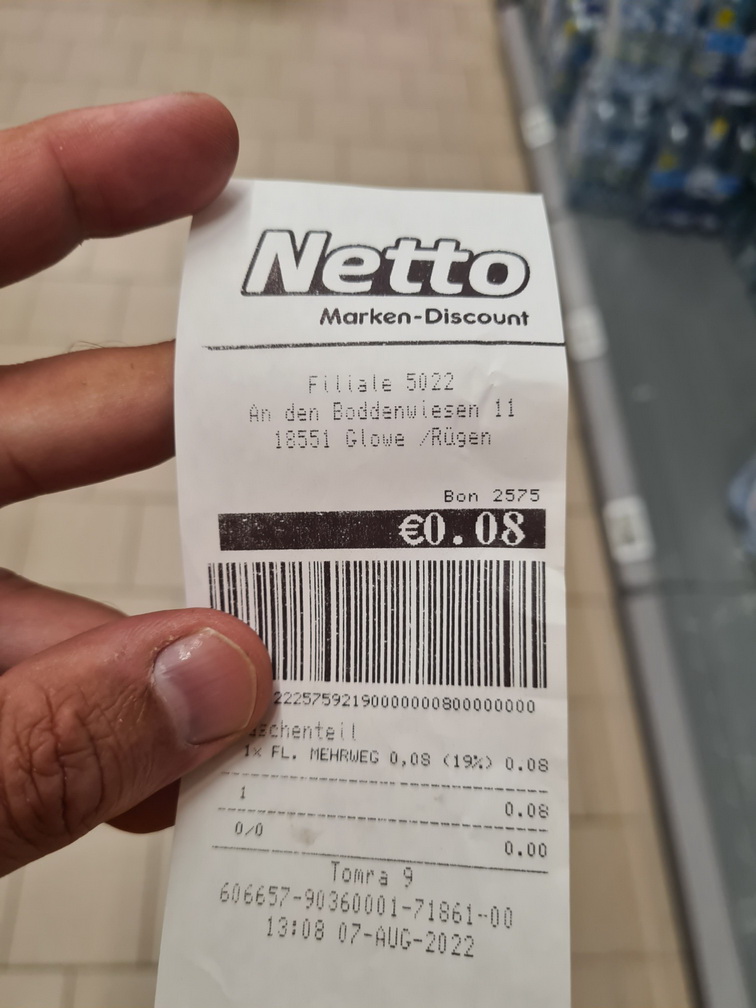 Netto
Marken-Discount
Filiale 5022
An den Boddenwiesen 11
18551 Glowe /Rügen
Bon 2575
€0.08
2225759219000000800000000
1x FL. MEHRWEG 0,08 (19%) 0.08
1 0.08
0/0 0.00
Tomra 9
606657-90360001-71861-00
13:08 07-AUG-2022